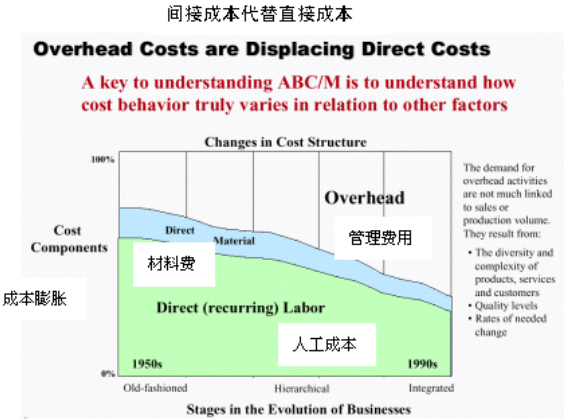 间接成本代替直接成本
Overhead Costs are Displacing Direct Costs
A key to understanding ABC/M is to understand how
cost behavior truly varies in relation to other factors
Changes in Cost Structure
100%
Overhead
管理费用
Cost
Components
Direct
Material
材料费
成本膨胀
Direct (recurring) Labor
人工成本
1950s
1990s
0%
Old-fashioned
Hierarchical
Integrated
Stages in the Evolution of Businesses
The demand for
overhead activities
are not much linked
to sales or
production volume.
They result from:
• The diversity and
complexity of
products, services
and customers
• Quality levels
• Rates of needed
change